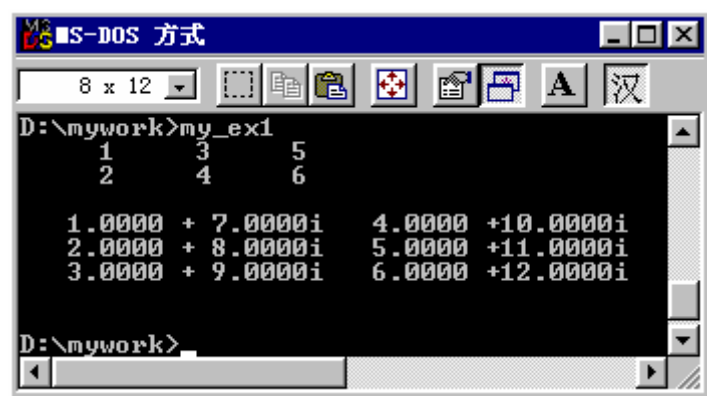 MS-DOS 方式
8 x 12 A 汉
D:\mywork>my_ex1
1 3 5
2 4 6
1.0000 + 7.0000i 4.0000 +10.0000i
2.0000 + 8.0000i 5.0000 +11.0000i
3.0000 + 9.0000i 6.0000 +12.0000i
D:\mywork>_